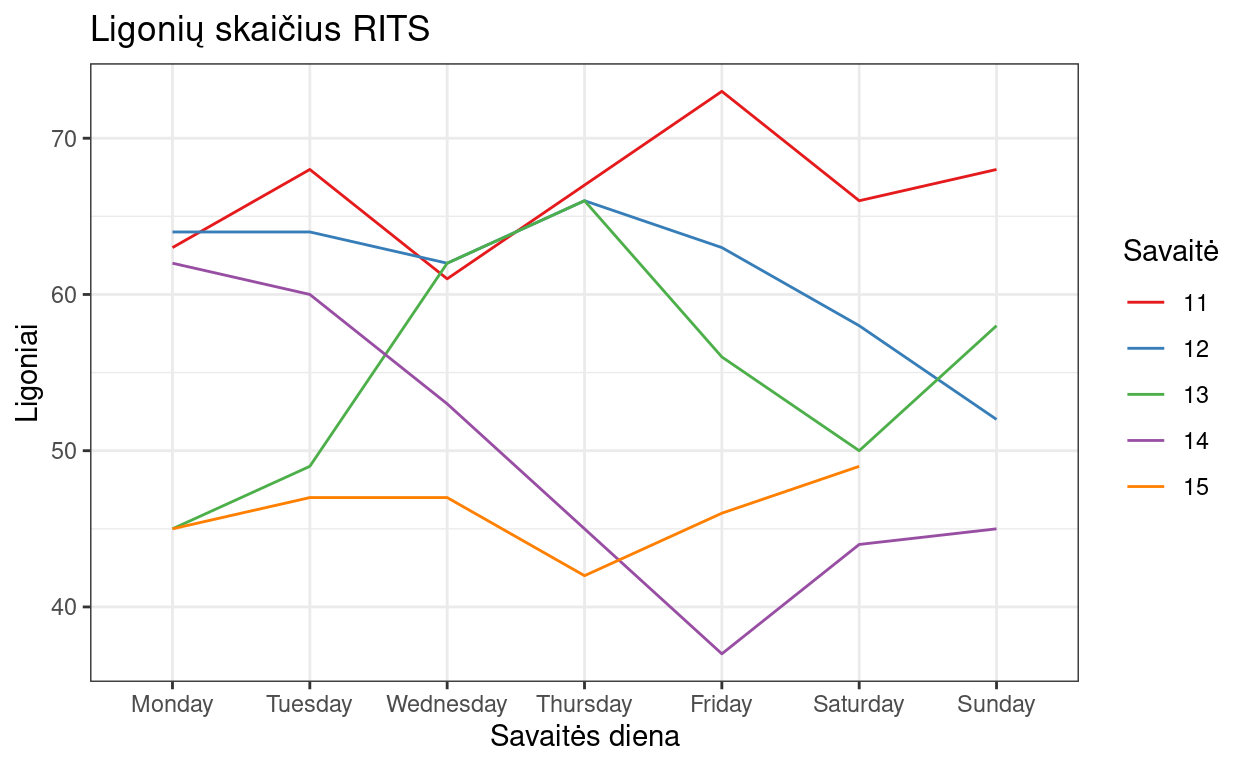 Ligonių skaičius RITS
70
60
50
40
Ligoniai
Monday Tuesday Wednesday Thursday Friday Saturday Sunday
Savaitės diena
Savaitė
11
12
13
14
15